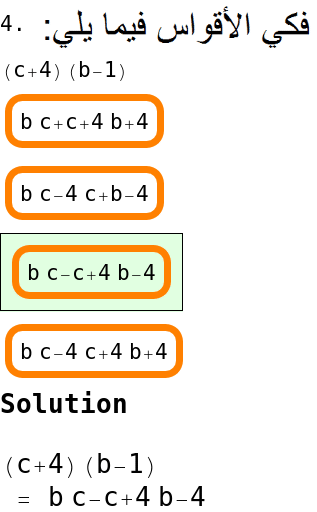 4. فكي الأقواس فيما يلي:
(c+4) (b−1)
b c+c+4 b+4
b c−4 c+b−4
b c−c+4 b−4
b c−4 c+4 b+4
Solution
(c+4) (b−1)
= b c−c+4 b−4